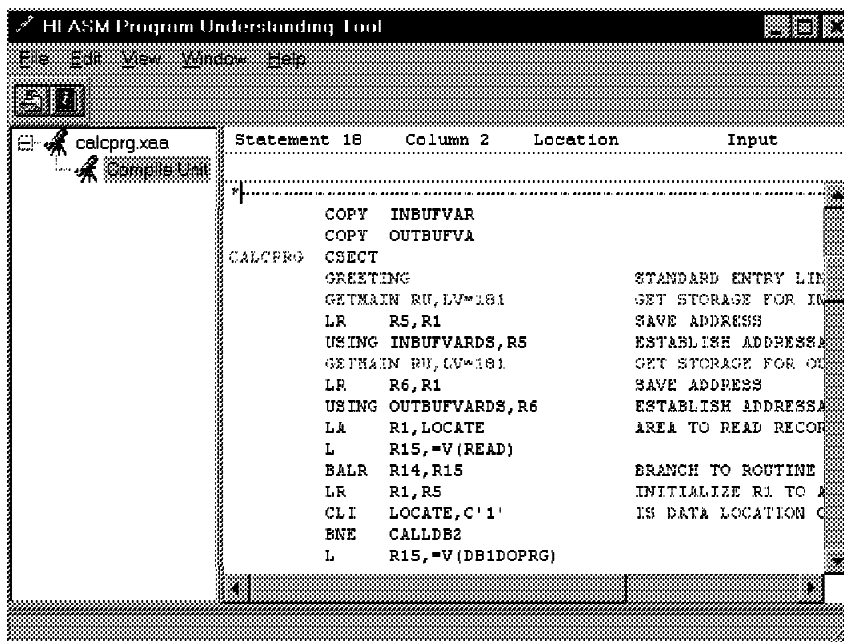 HLASM Program Understanding Tool
File Edit View Window Help
calcprg.xaa
Compile Unit
Statement 18 Column 2 Location Input
*
COPY INBUFVAR
COPY OUTBUFVA
CALCPRG CSECT
GREETING STANDARD ENTRY LIN
GETMAIN RU,LV=181 GET STORAGE FOR IN
LR R5,R1 SAVE ADDRESS
USING INBUFVARDS,R5 ESTABLISH ADDRESSA
GETMAIN RU,LV=181 GET STORAGE FOR OU
LR R6,R1 SAVE ADDRESS
USING OUTBUFVARDS,R6 ESTABLISH ADDRESSA
LA R1,LOCATE AREA TO READ RECOR
L R15,=V(READ)
BALR R14,R15 BRANCH TO ROUTINE
LR R1,R5 INITIALIZE R1 TO A
CLI LOCATE,C'1' IS DATA LOCATION
BNE CALLDB2
L R15,=V(DB1DOPRG)